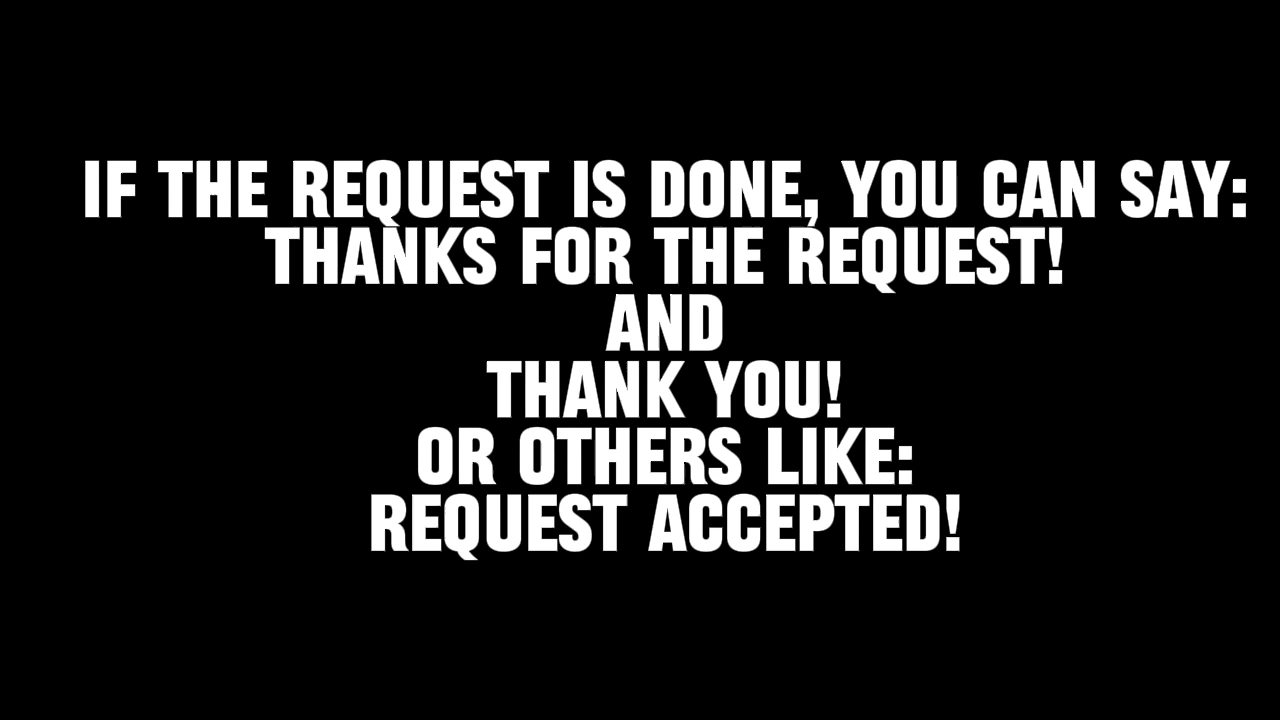 IF THE REQUEST IS DONE, YOU CAN SAY:
THANKS FOR THE REQUEST!
AND
THANK YOU!
OR OTHERS LIKE:
REQUEST ACCEPTED!